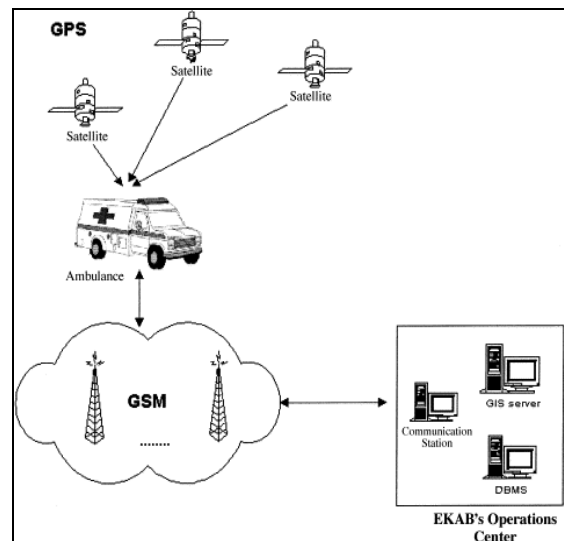 GPS
Satellite
Satellite
Satellite
Ambulance
GSM
........
GIS server
Communication
Station
DBMS
EKAB's Operations
Center